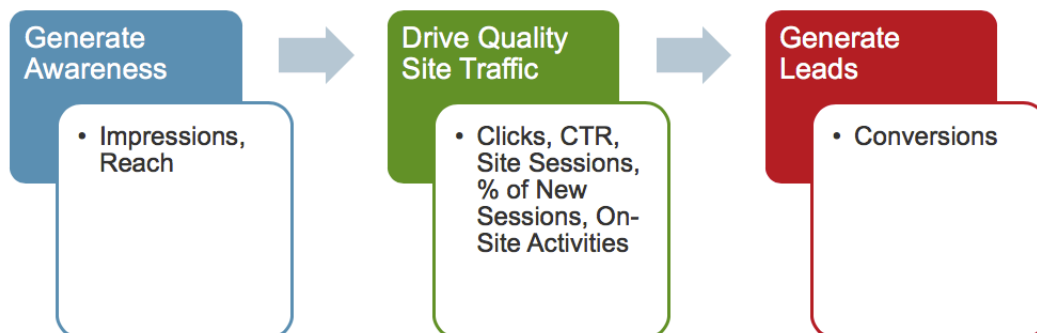 Generate
Awareness
• Impressions,
Reach
Drive Quality
Site Traffic
• Clicks, CTR,
Site Sessions,
% of New
Sessions, On-
Site Activities
Generate
Leads
• Conversions